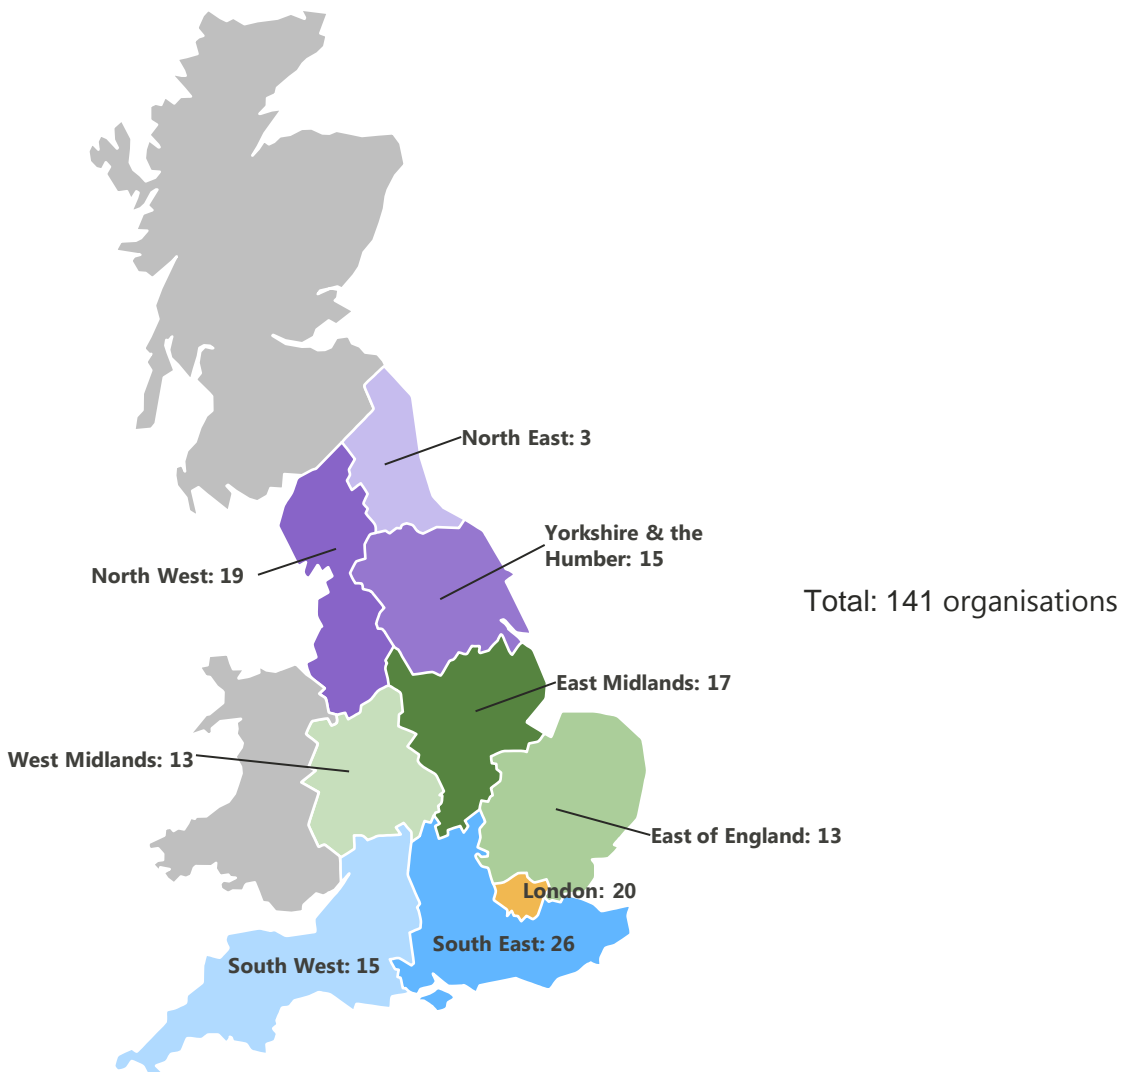 North East: 3
Yorkshire & the
Humber: 15
North West: 19
Total: 141 organisations
East Midlands: 17
West Midlands: 13
East of England: 13
London: 20
South East: 26
South West: 15